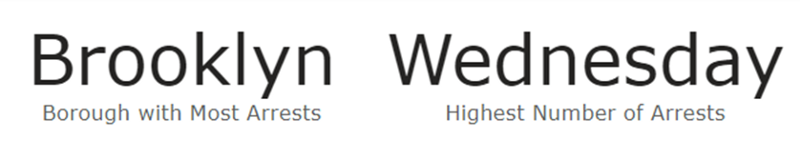 Brooklyn
Borough with Most Arrests
Wednesday
Highest Number of Arrests